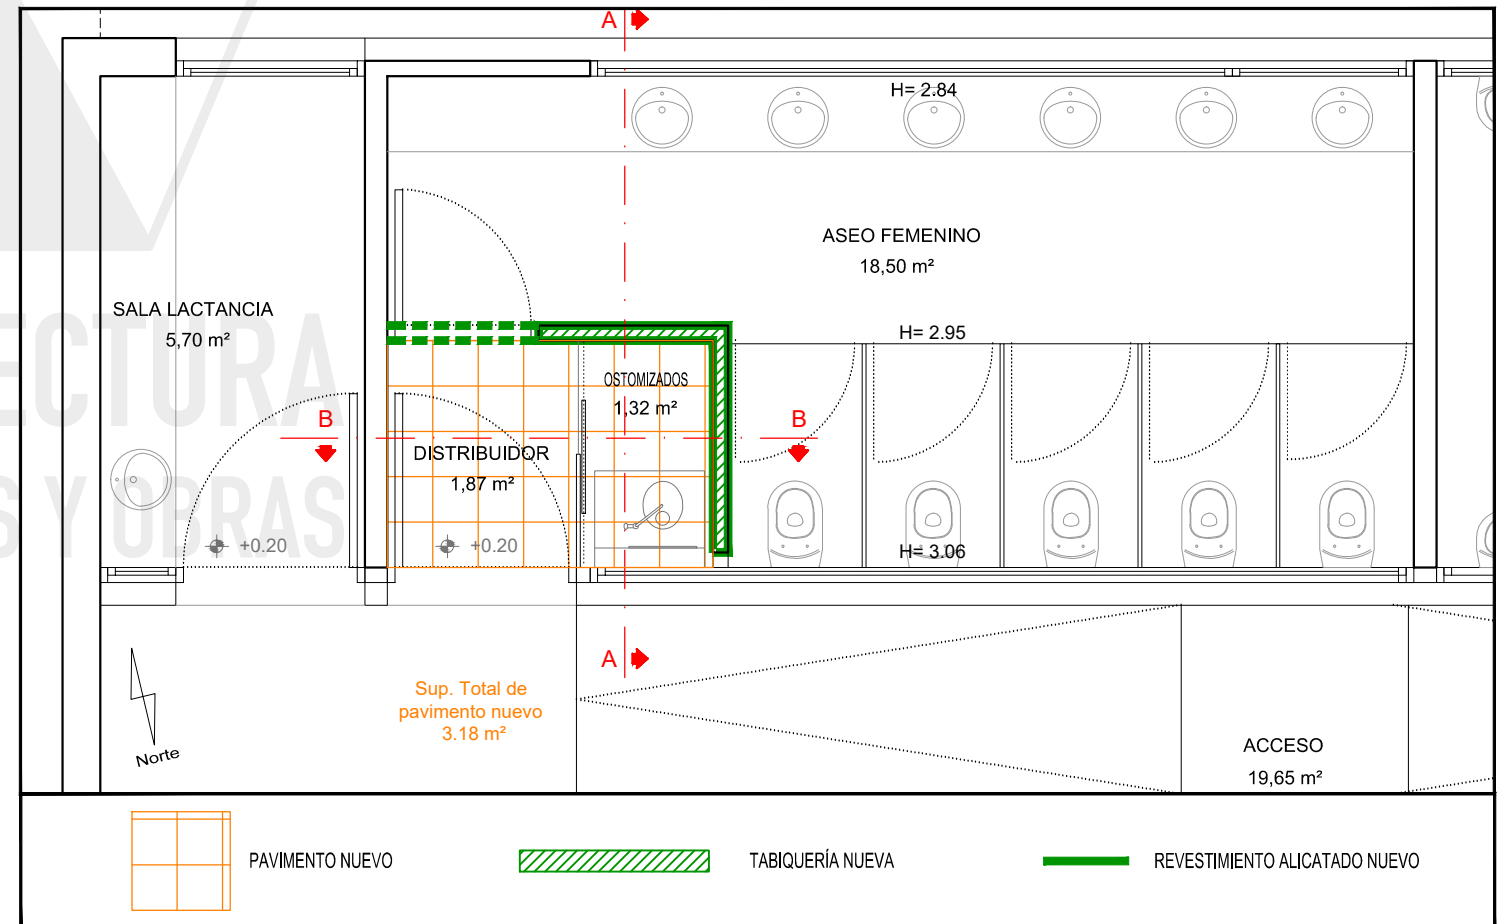 A
H= 2.84
ASEO FEMENINO
18,50 m²
SALA LACTANCIA
5,70 m²
H= 2.95
OSTOMIZADOS
1,32 m²
B
B
DISTRIBUIDOR
1,87 m²
+0.20
+0.20
H= 3.06
A
Sup. Total de
pavimento nuevo
3.18 m²
Norte
ACCESO
19,65 m²
PAVIMENTO NUEVO
TABIQUERÍA NUEVA
REVESTIMIENTO ALICATADO NUEVO
ECTURA
S Y OBRAS